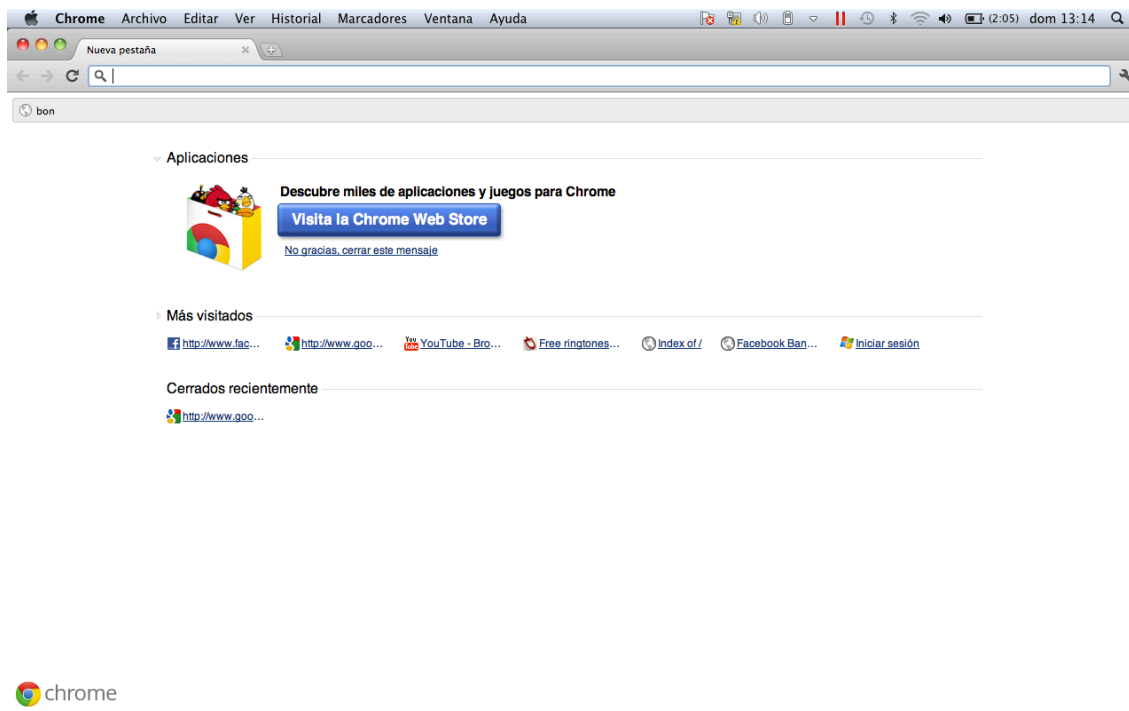 Chrome Archivo Editar Ver Historial Marcadores Ventana Ayuda (2:05) dom 13:14
Nueva pestaña
bon
Aplicaciones
Descubre miles de aplicaciones y juegos para Chrome
Visita la Chrome Web Store
No gracias, cerrar este mensaje
Más visitados
http://www.fac... http://www.goo... You Tube YouTube - Bro... Free ringtones... Index of / Facebook Ban... Iniciar sesión
Cerrados recientemente
http://www.goo...
chrome